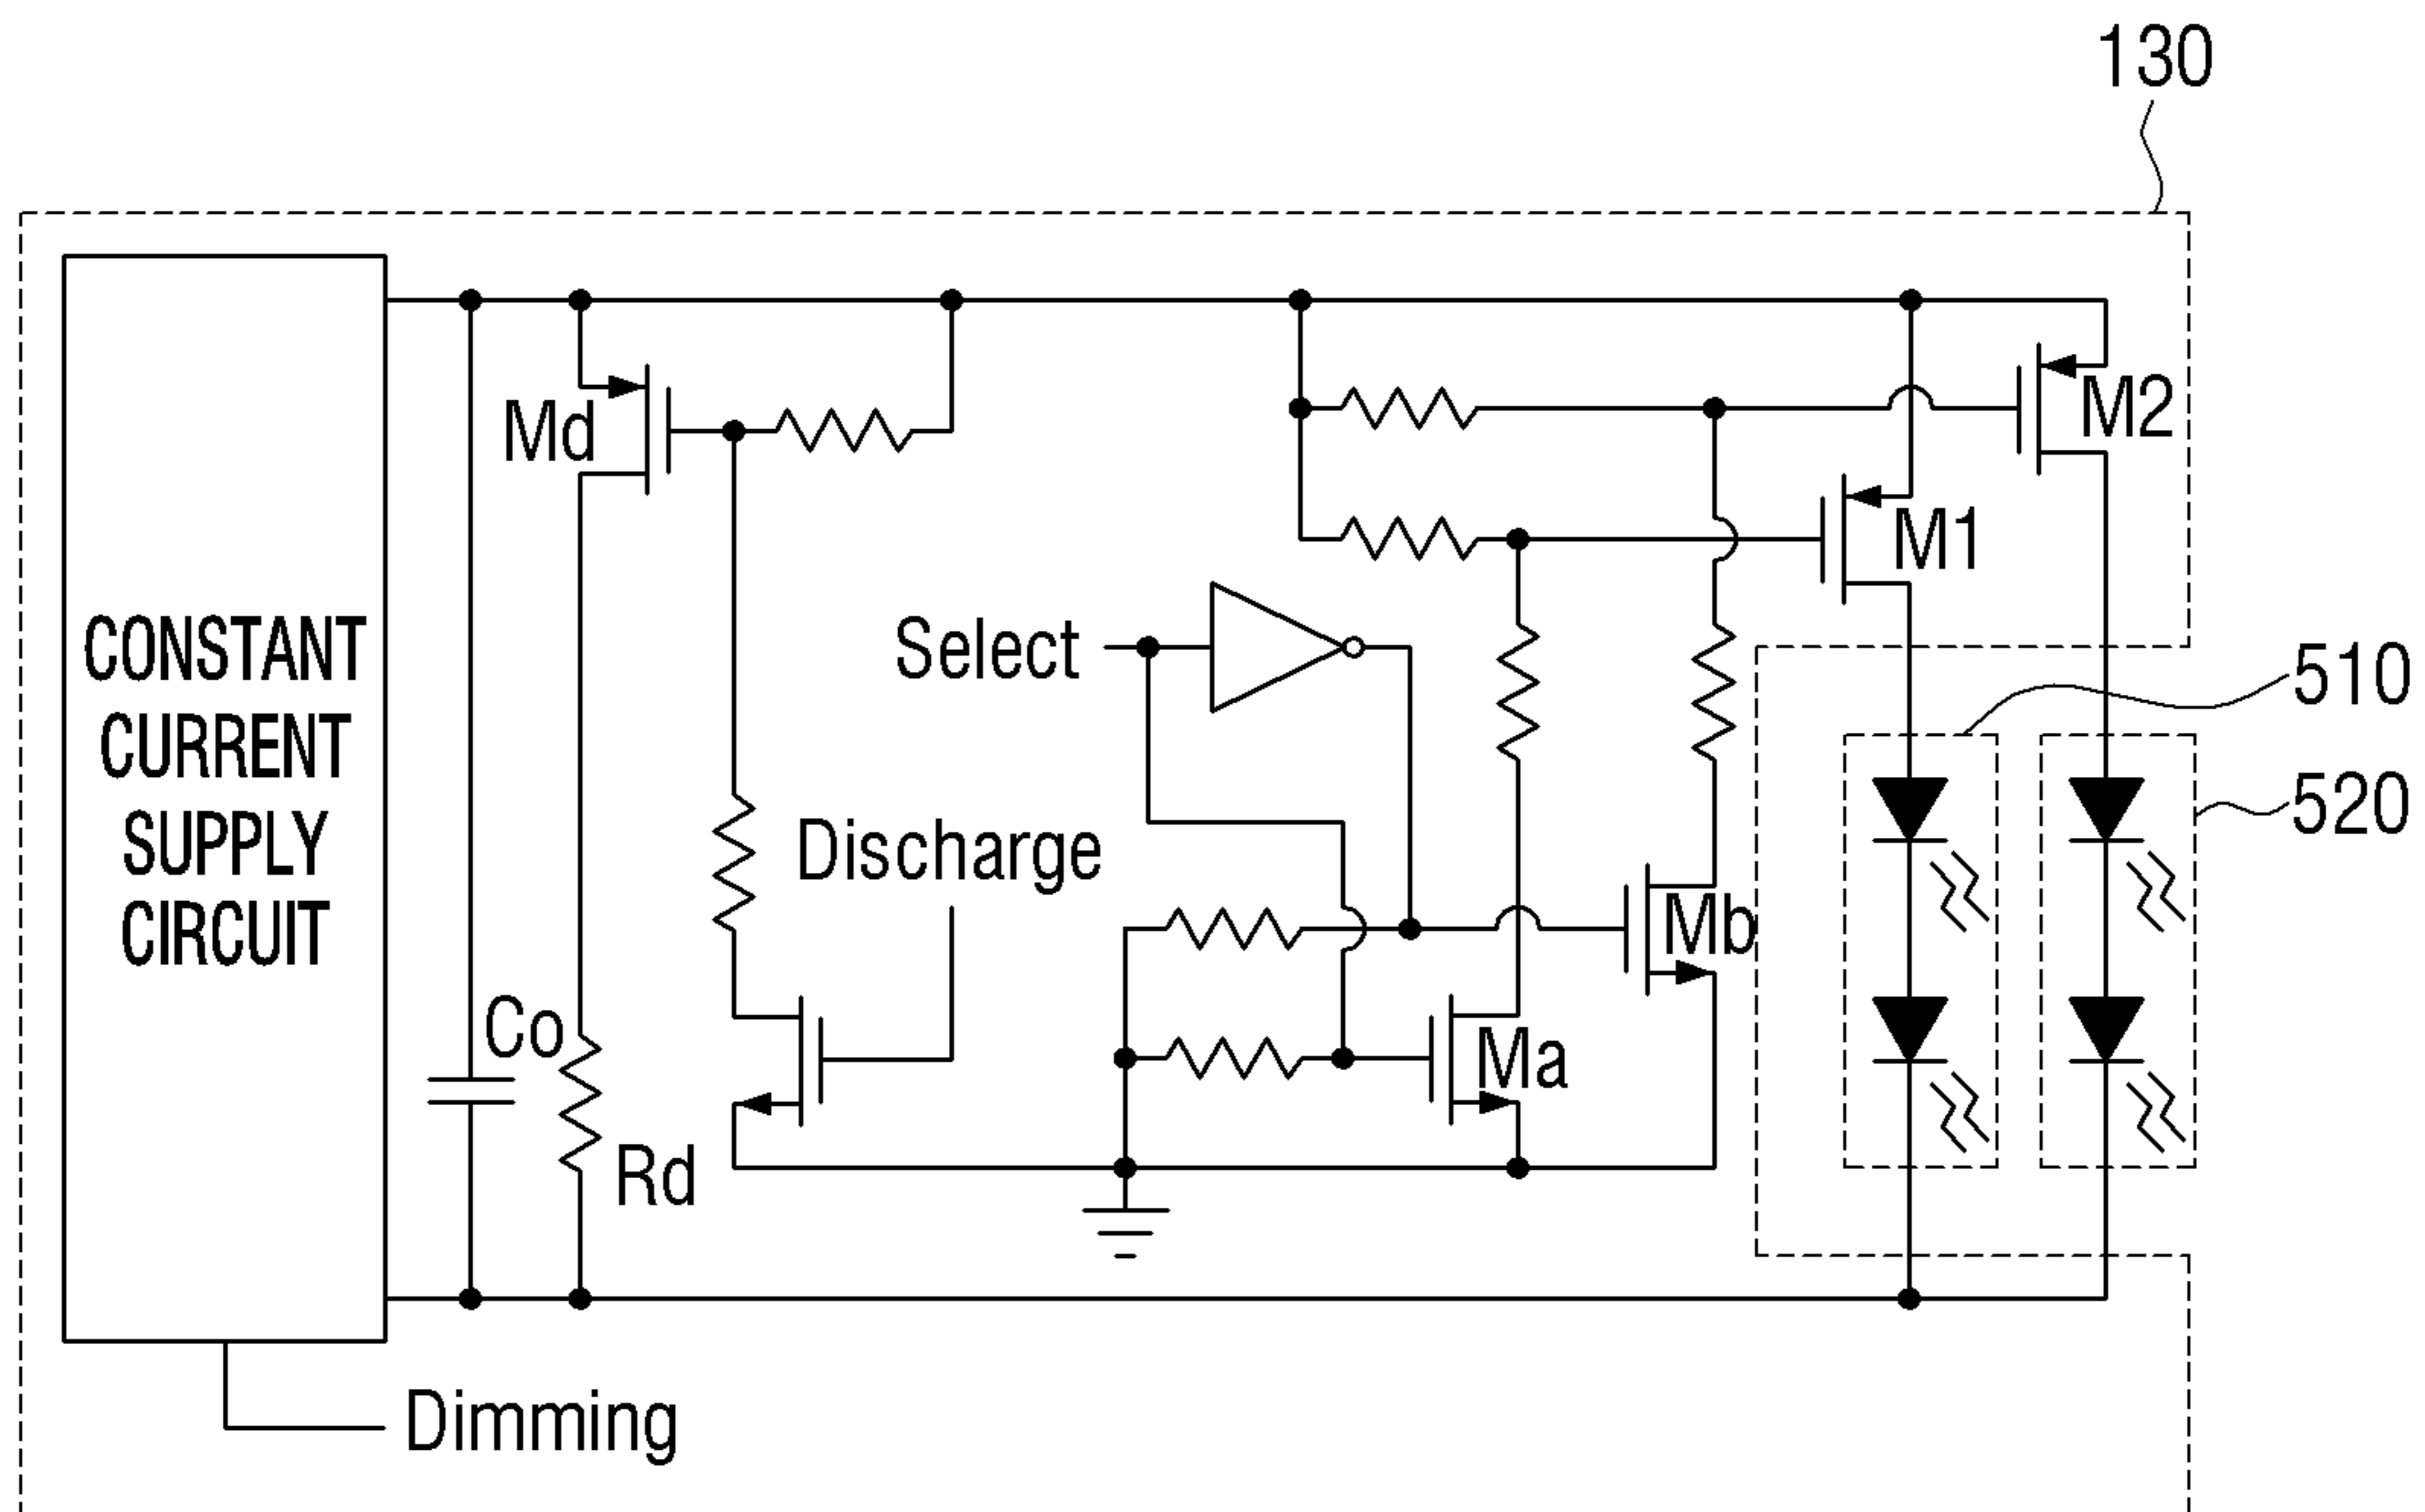 130
Md
M2
M1
Select
CONSTANT
CURRENT
SUPPLY
CIRCUIT
510
520
Discharge
Mb
Co
Ma
Rd
Dimming